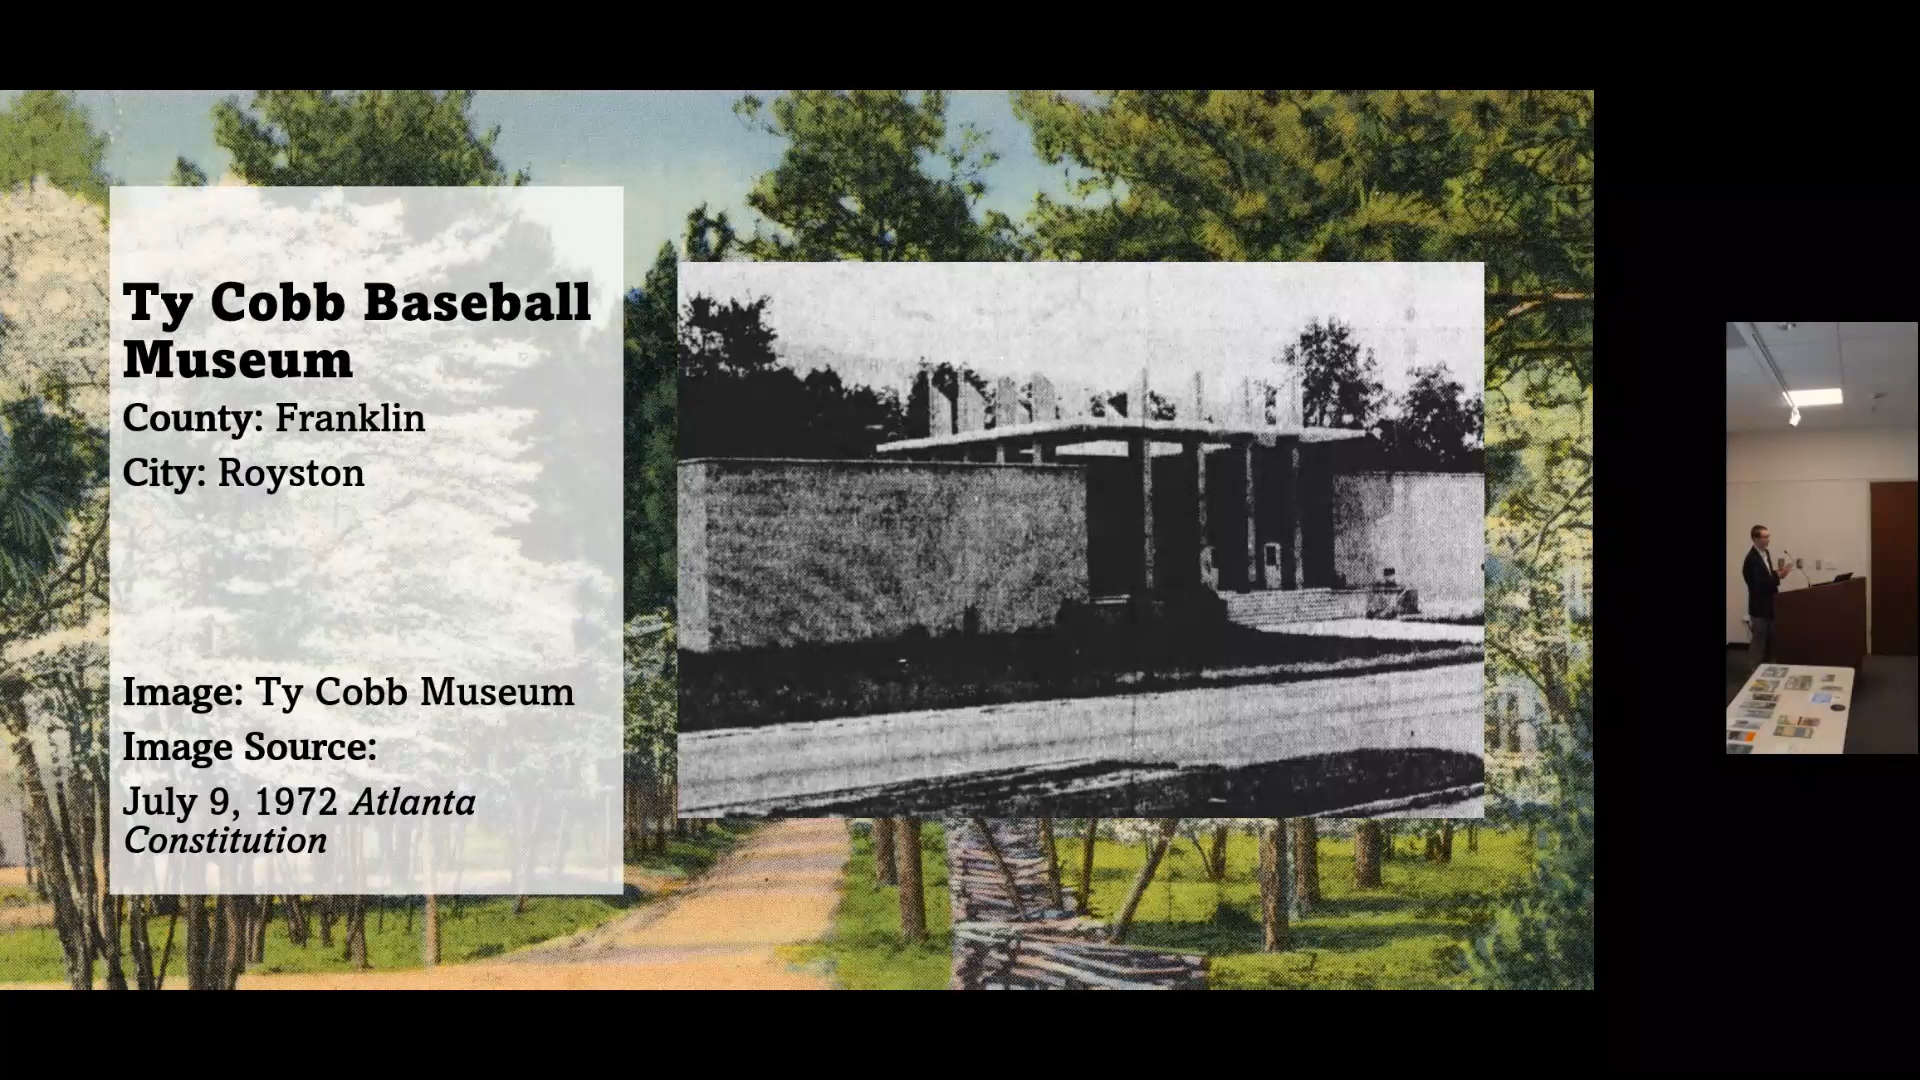 Ty Cobb Baseball
Museum
County: Franklin
City: Royston
Image: Ty Cobb Museum
Image Source:
July 9, 1972 Atlanta
Constitution